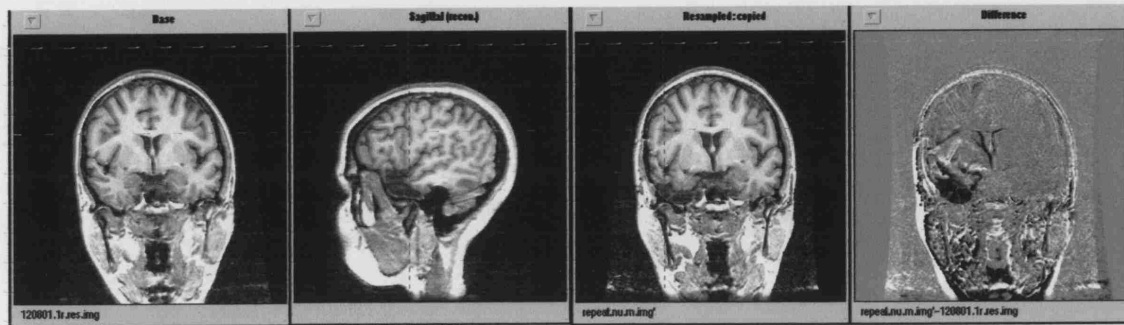 Base
Sagittal (recon.)
Resampled: copied
Difference
120801.1r.res.img
repeat.nu.m.img'
repeat.nu.m.img'-120801.1r.res.img